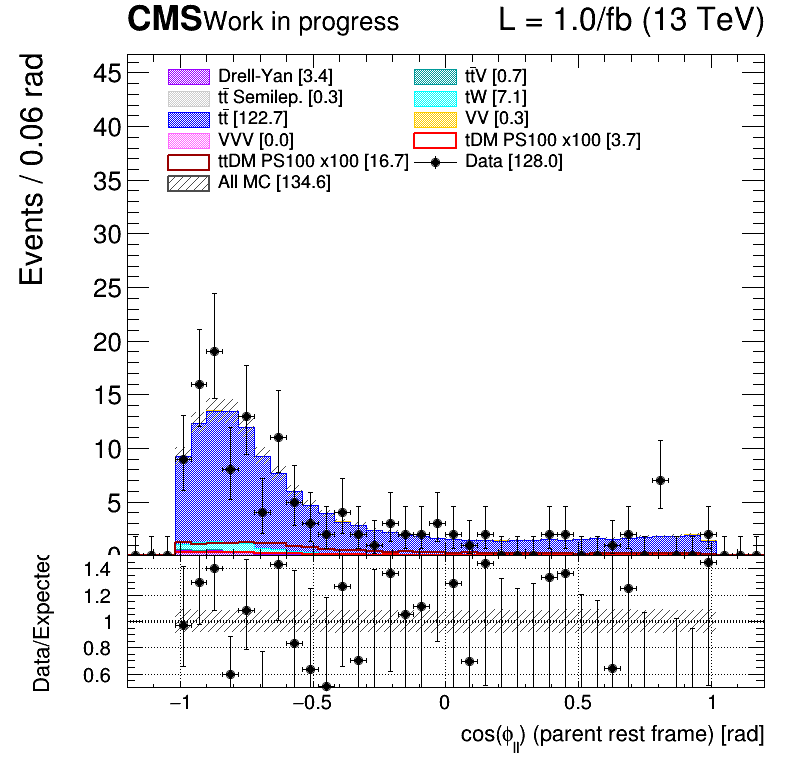 CMS Work in progress L = 1.0/fb (13 TeV)
Events / 0.06 rad
Drell-Yan [3.4]
tt̄V [0.7]
tt̄ Semilep. [0.3]
tW [7.1]
tt̄ [122.7]
VV [0.3]
VVV [0.0]
tDM PS100 x100 [3.7]
ttDM PS100 x100 [16.7]
Data [128.0]
All MC [134.6]
45
40
35
30
25
20
15
10
5
0
Data/Expected
1.4
1.2
1
0.8
0.6
−1 −0.5 0 0.5 1
cos(ϕ_ll) (parent rest frame) [rad]